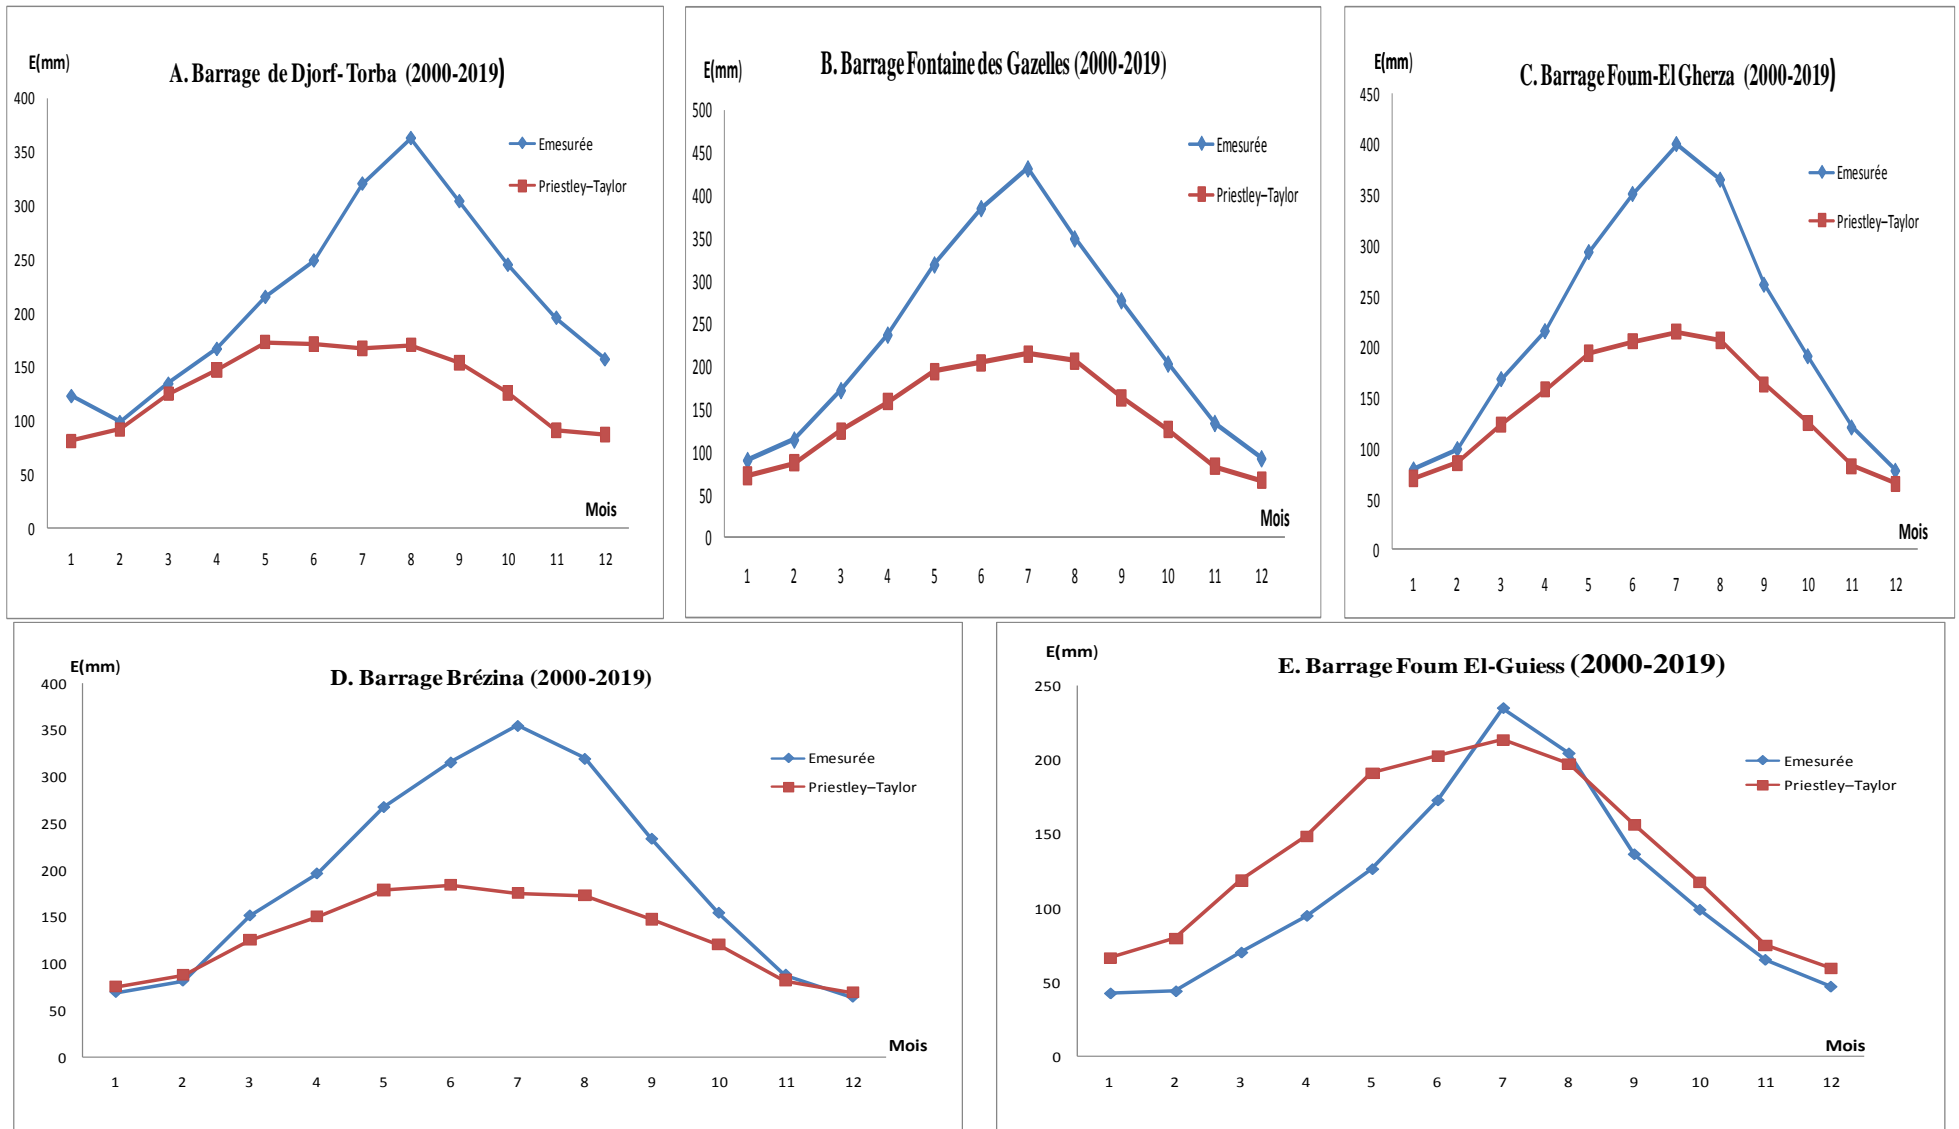 E(mm)
A. Barrage de Djorf-Torba (2000-2019)
400
350
300
250
200
150
100
50
0
Emesurée
Priestley–Taylor
Mois
1 2 3 4 5 6 7 8 9 10 11 12
E(mm)
B. Barrage Fontaine des Gazelles (2000-2019)
500
450
400
350
300
250
200
150
100
50
0
Emesurée
Priestley–Taylor
Mois
1 2 3 4 5 6 7 8 9 10 11 12
E(mm)
C. Barrage Foum-El Gherza (2000-2019)
450
400
350
300
250
200
150
100
50
0
Emesurée
Priestley–Taylor
Mois
1 2 3 4 5 6 7 8 9 10 11 12
E(mm)
D. Barrage Brézina (2000-2019)
400
350
300
250
200
150
100
50
0
Emesurée
Priestley–Taylor
Mois
1 2 3 4 5 6 7 8 9 10 11 12
E(mm)
E. Barrage Foum El-Guiess (2000-2019)
250
200
150
100
50
0
Emesurée
Priestley–Taylor
Mois
1 2 3 4 5 6 7 8 9 10 11 12